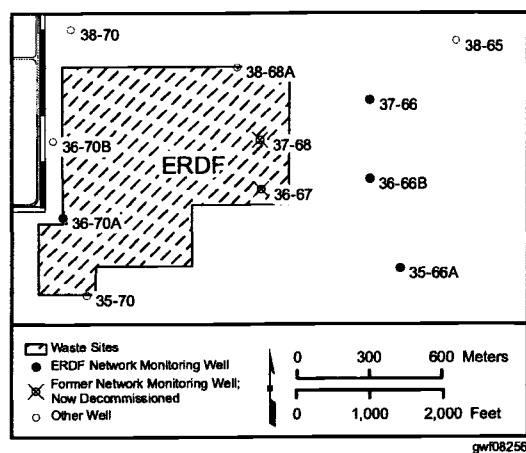 38-70
38-65
38-68A
37-66
37-68
36-70B
ERDF
36-66B
36-67
36-70A
35-66A
35-70
Waste Sites
ERDF Network Monitoring Well
Former Network Monitoring Well;
Now Decommissioned
Other Well
0 300 600 Meters
0 1,000 2,000 Feet
gwf08256